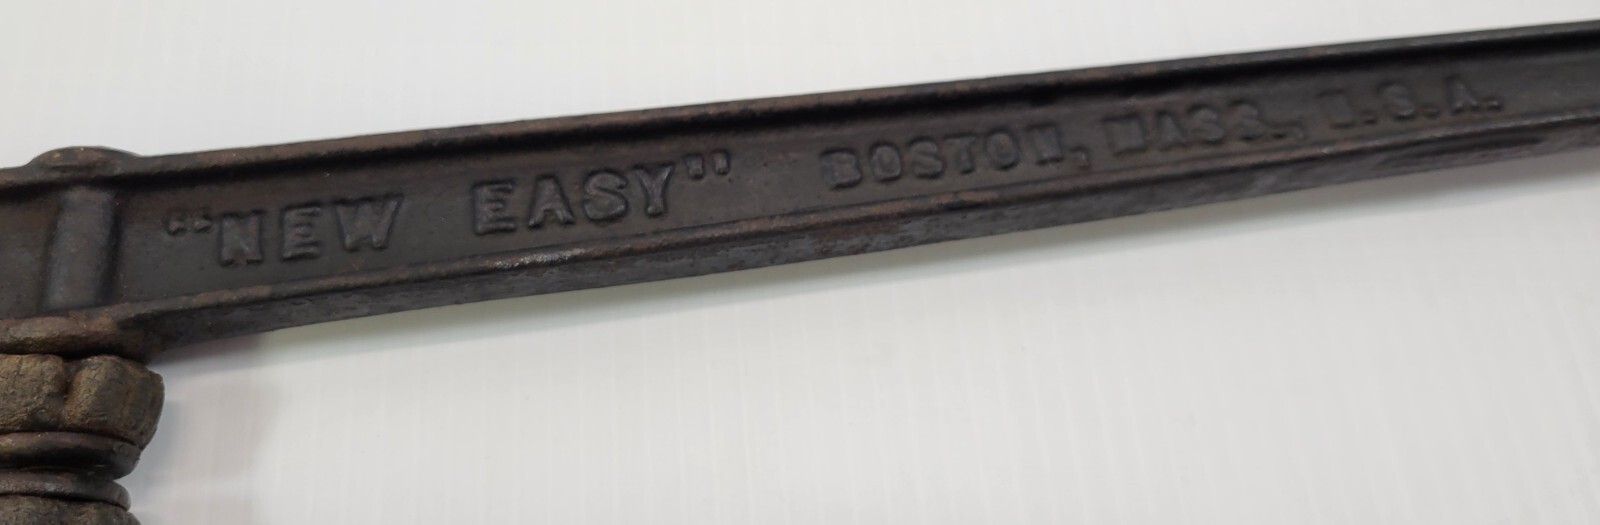 "NEW EASY" BOSTON, MASS., U.S.A.